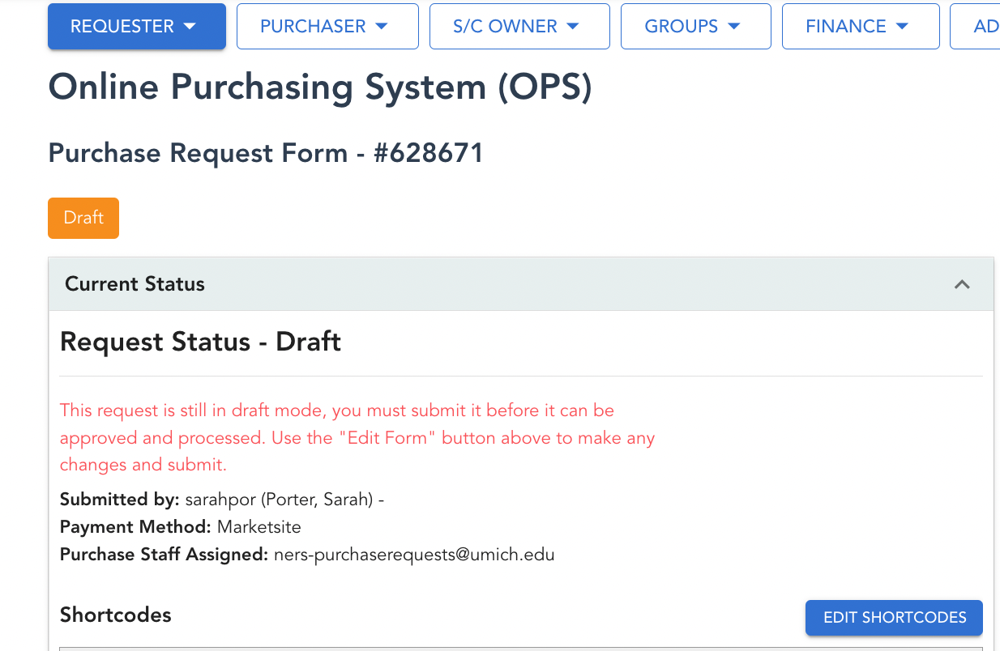 REQUESTER PURCHASER S/C OWNER GROUPS FINANCE
Online Purchasing System (OPS)
Purchase Request Form - #628671
Draft
Current Status
Request Status - Draft
This request is still in draft mode, you must submit it before it can be
approved and processed. Use the "Edit Form" button above to make any
changes and submit.
Submitted by: sarahpor (Porter, Sarah) -
Payment Method: Marketsite
Purchase Staff Assigned: ners-purchaserequests@umich.edu
Shortcodes
EDIT SHORTCODES